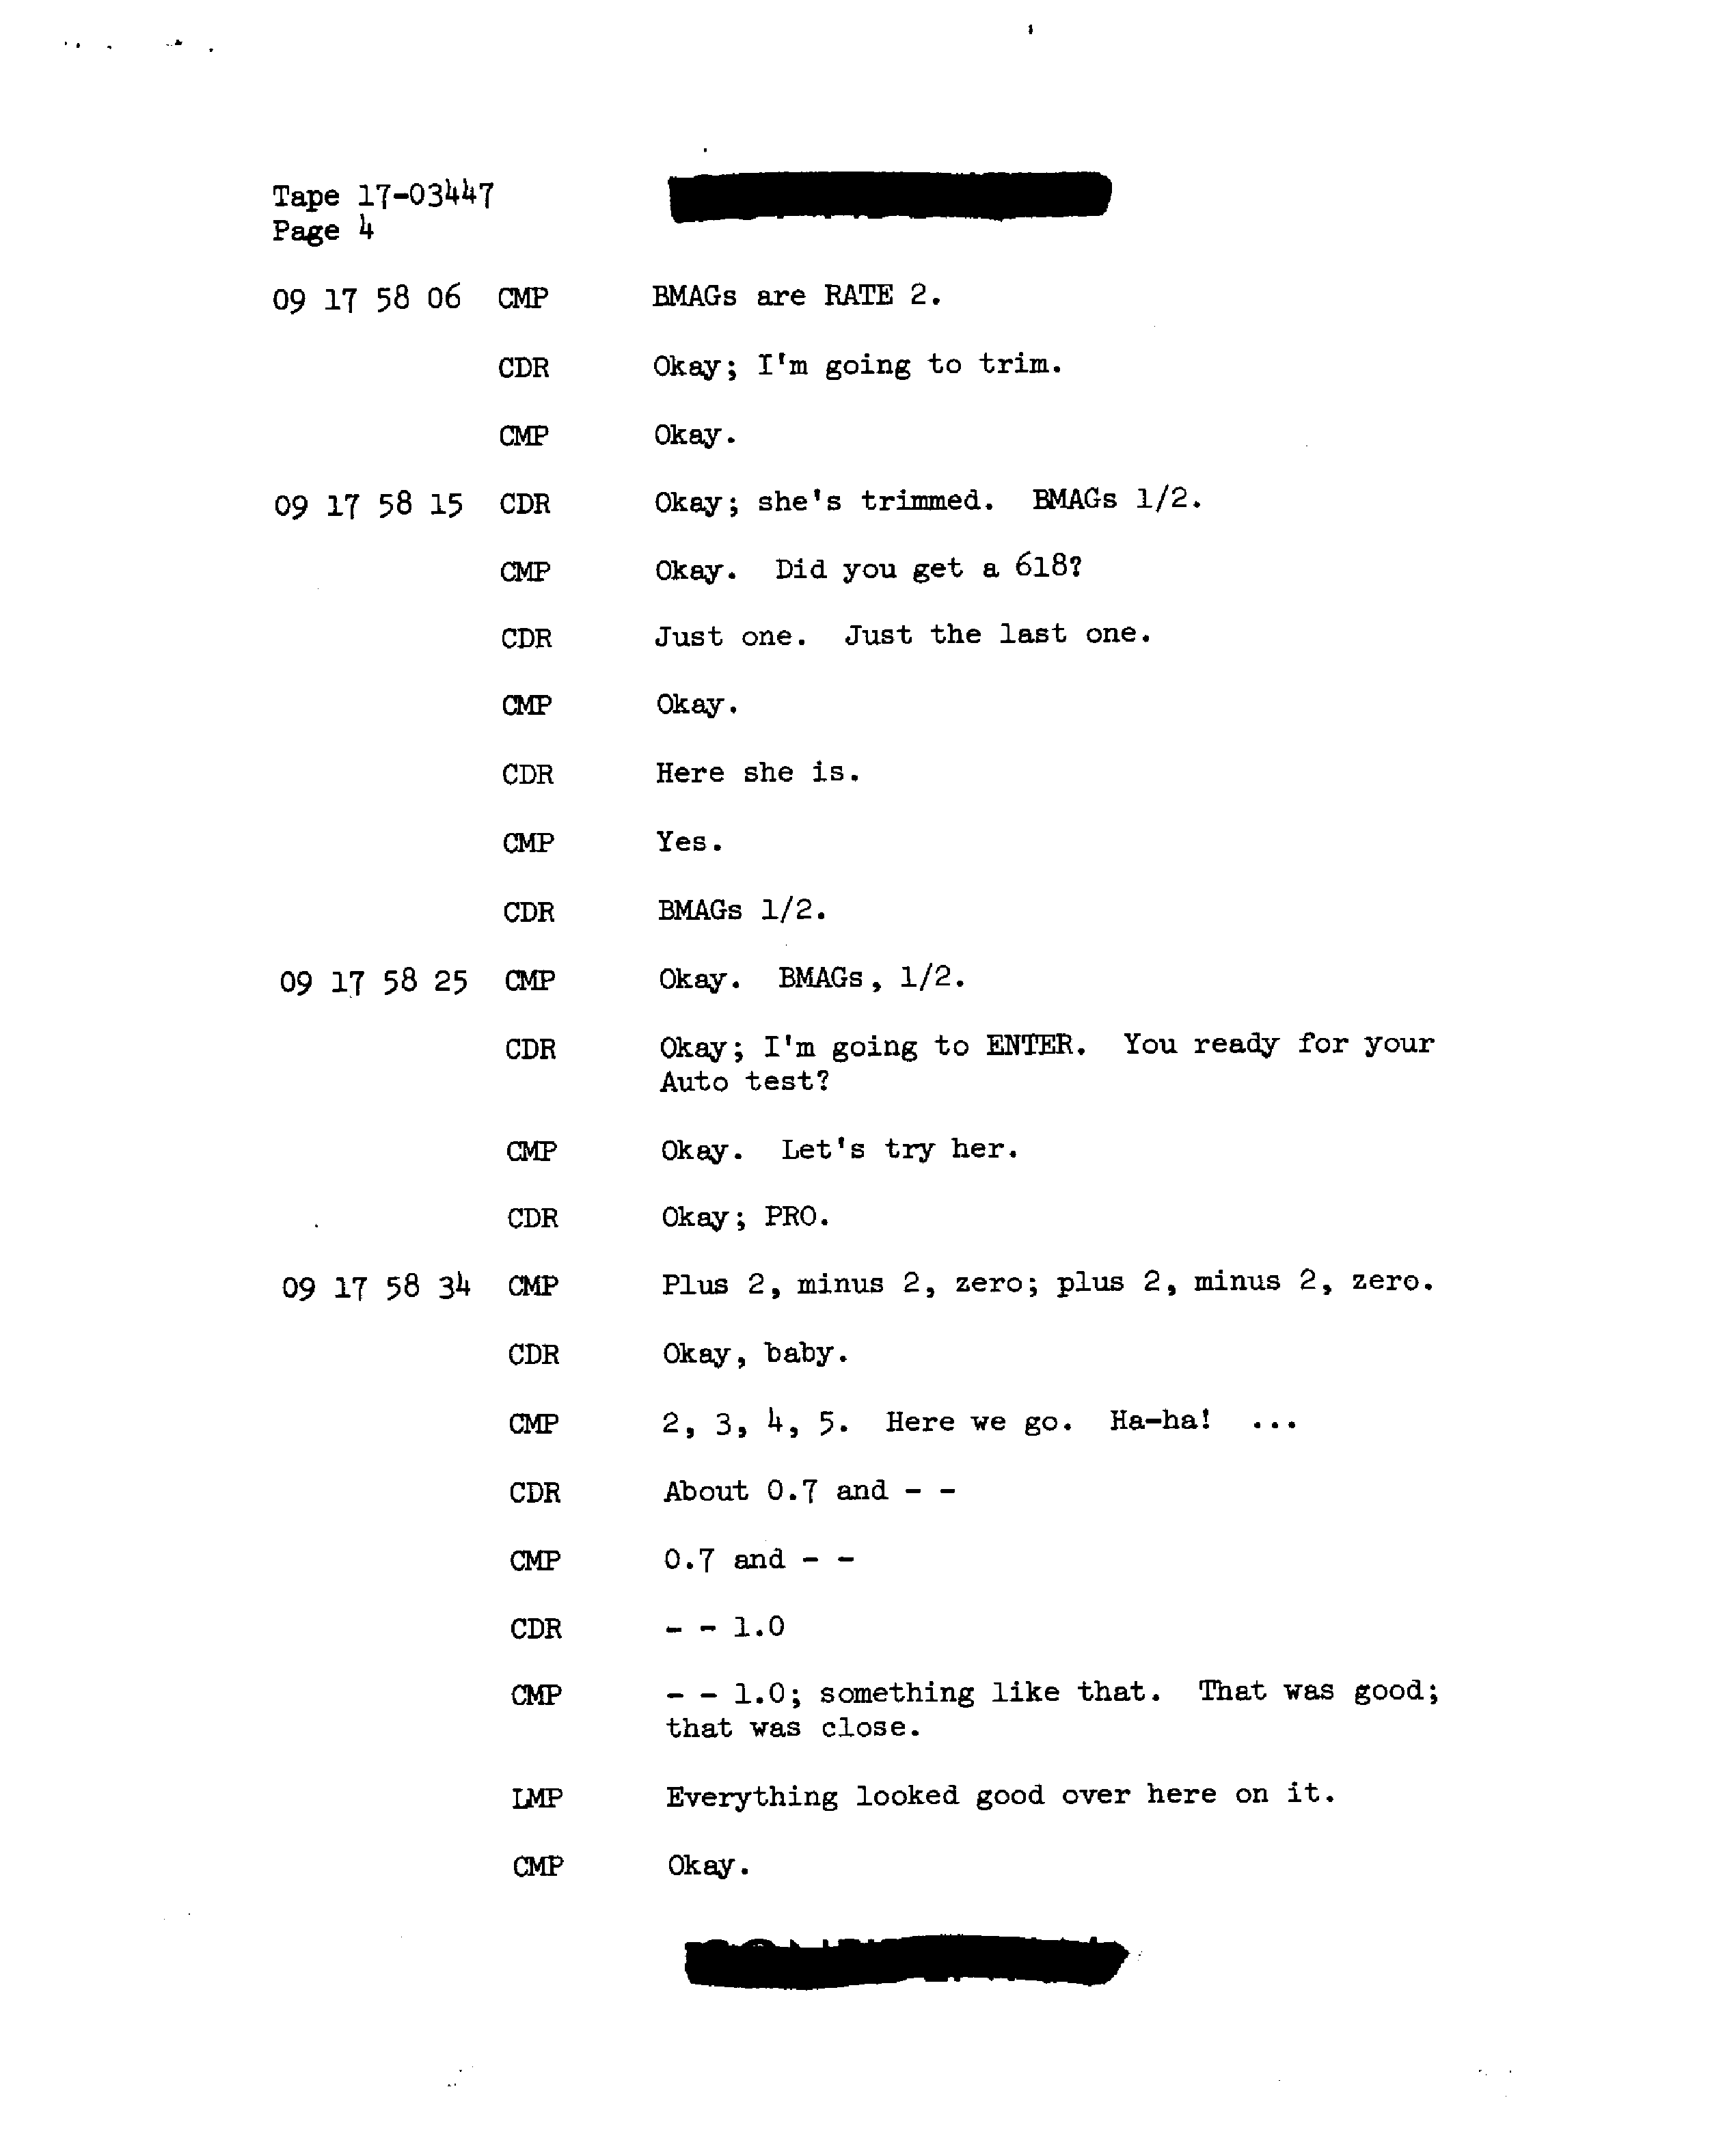 Tape 17-03447
Page 4
09 17 58 06 CMP BMAGs are RATE 2.
CDR Okay; I'm going to trim.
CMP Okay.
09 17 58 15 CDR Okay; she's trimmed. BMAGs 1/2.
CMP Okay. Did you get a 618?
CDR Just one. Just the last one.
CMP Okay.
CDR Here she is.
CMP Yes.
CDR BMAGs 1/2.
09 17 58 25 CMP Okay. BMAGs, 1/2.
CDR Okay; I'm going to ENTER. You ready for your
Auto test?
CMP Okay. Let's try her.
CDR Okay; PRO.
09 17 58 34 CMP Plus 2, minus 2, zero; plus 2, minus 2, zero.
CDR Okay, baby.
CMP 2, 3, 4, 5. Here we go. Ha-ha! ...
CDR About 0.7 and - -
CMP 0.7 and - -
CDR - - 1.0
CMP - - 1.0; something like that. That was good;
that was close.
LMP Everything looked good over here on it.
CMP Okay.